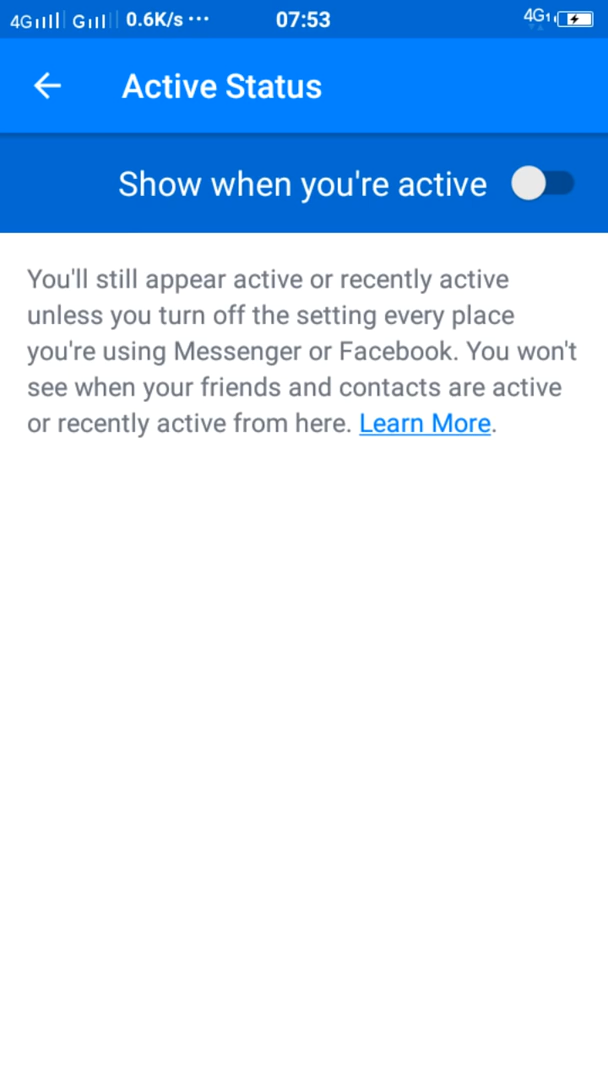 4G G 0.6K/s ... 07:53 4G1
Active Status
Show when you're active
You'll still appear active or recently active
unless you turn off the setting every place
you're using Messenger or Facebook. You won't
see when your friends and contacts are active
or recently active from here. Learn More.